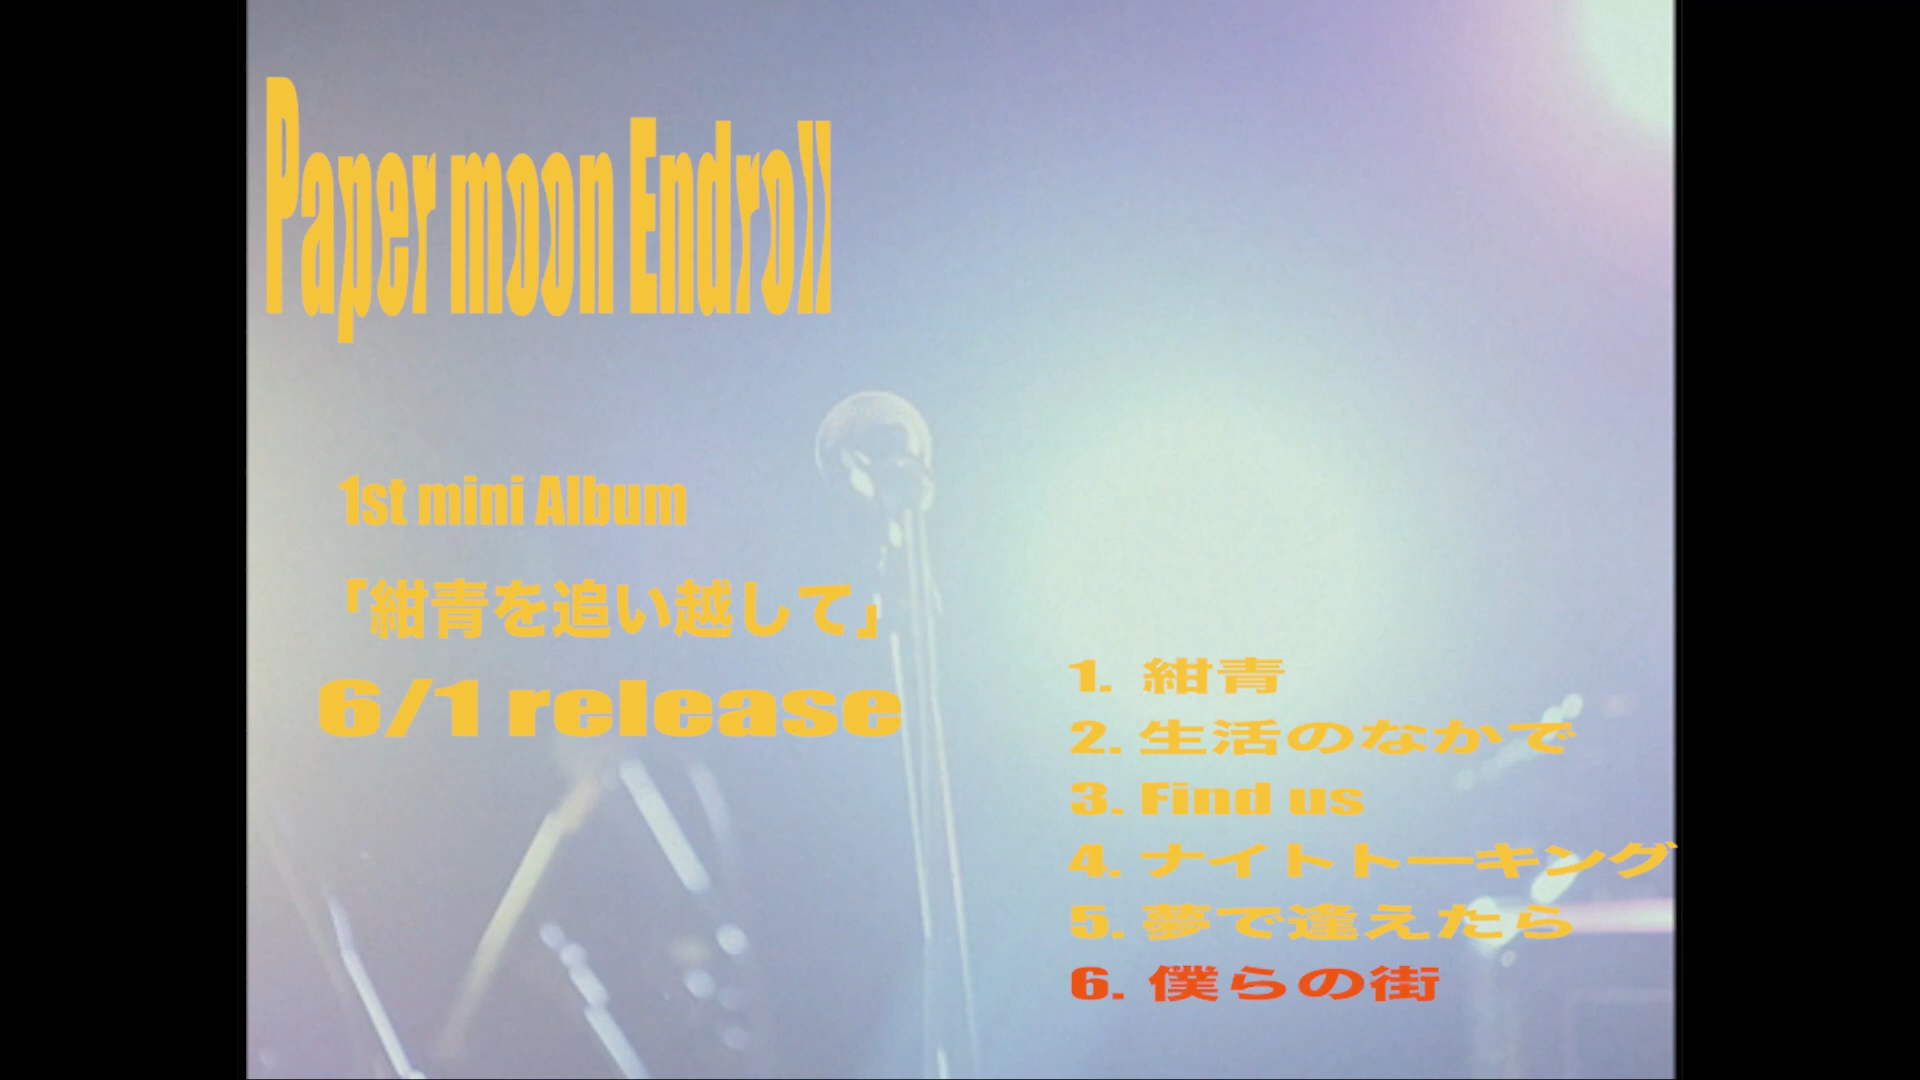 Paper moon Endroll
1st mini Album
「紺青を追い越して」
6/1 release
1. 紺青
2. 生活のなかで
3. Find us
4. ナイトトーキング
5. 夢で逢えたら
6. 僕らの街